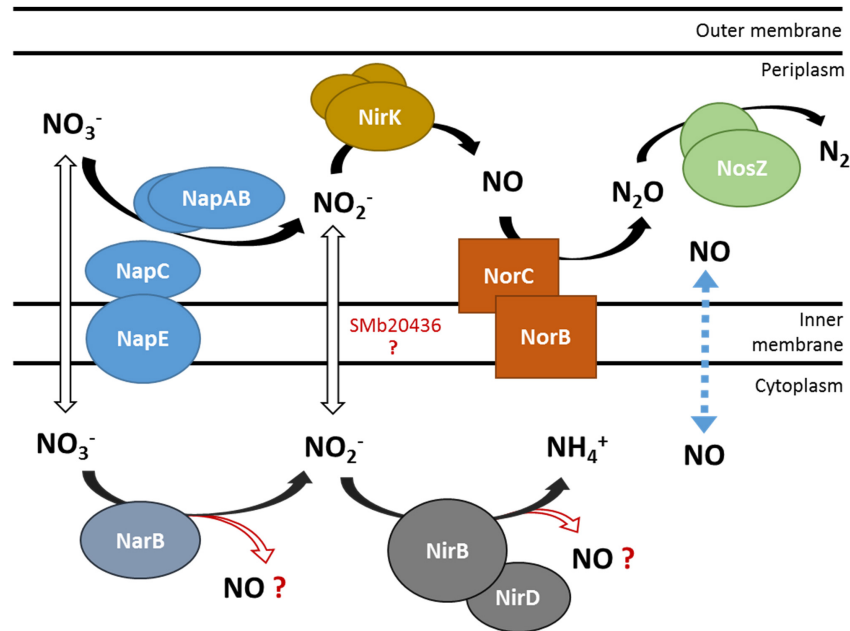 Outer membrane
Periplasm
NO₃⁻
NirK
N₂
NapAB
NO₂⁻
NO
N₂O
NosZ
NapC
NorC
NO
NapE
SMb20436
?
NorB
Inner
membrane
Cytoplasm
NO₃⁻
NO₂⁻
NH₄⁺
NO
NarB
NirB
NO ?
NO ?
NirD